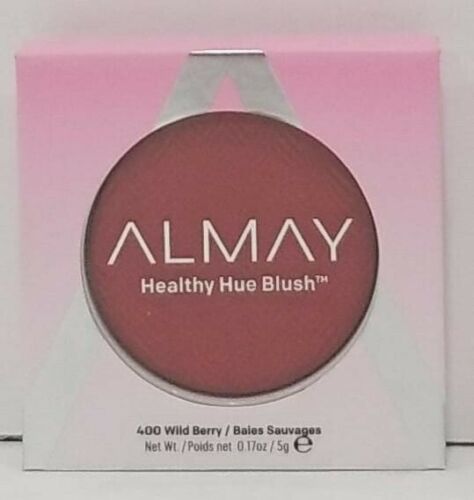 ALMAY
Healthy Hue Blush™
400 Wild Berry / Baies Sauvages
Net Wt. / Poids net 0.17oz / 5g ℮